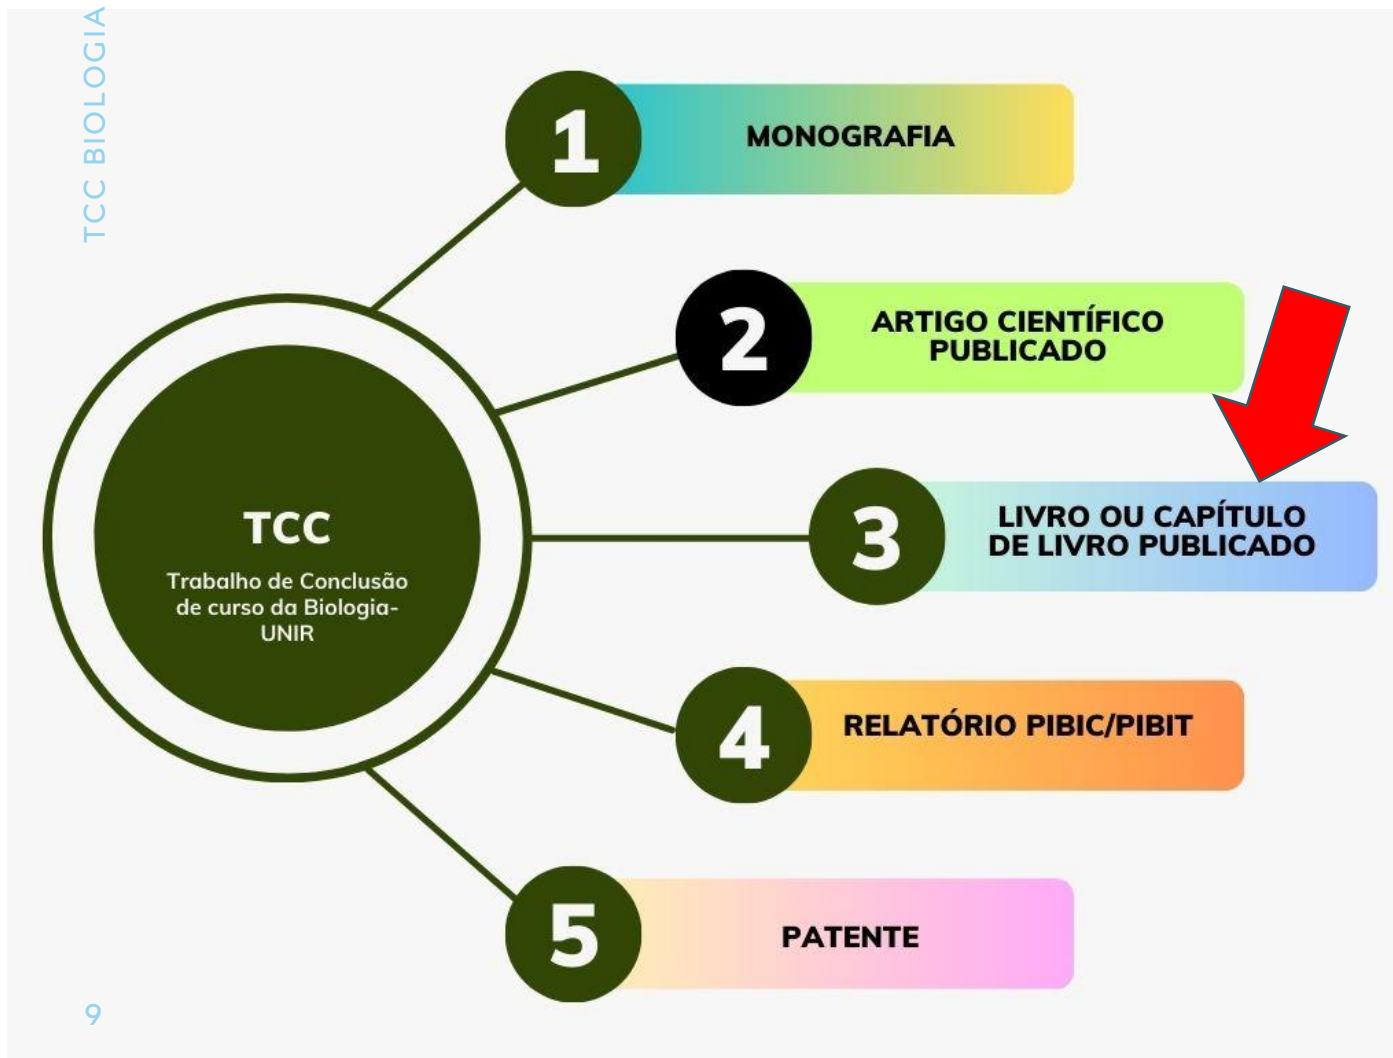 TCC BIOLOGIA
1
MONOGRAFIA
2
ARTIGO CIENTÍFICO
PUBLICADO
TCC
Trabalho de Conclusão
de curso da Biologia-
UNIR
3
LIVRO OU CAPÍTULO
DE LIVRO PUBLICADO
4
RELATÓRIO PIBIC/PIBIT
5
PATENTE
9